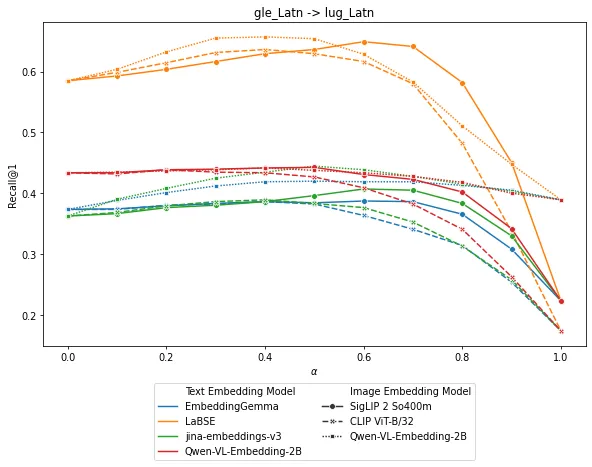 gle_Latn -> lug_Latn
Recall@1
0.6
0.5
0.4
0.3
0.2
0.0
0.2
0.4
0.6
0.8
1.0
α
Text Embedding Model
EmbeddingGemma
LaBSE
jina-embeddings-v3
Qwen-VL-Embedding-2B
Image Embedding Model
SigLIP 2 So400m
CLIP ViT-B/32
Qwen-VL-Embedding-2B